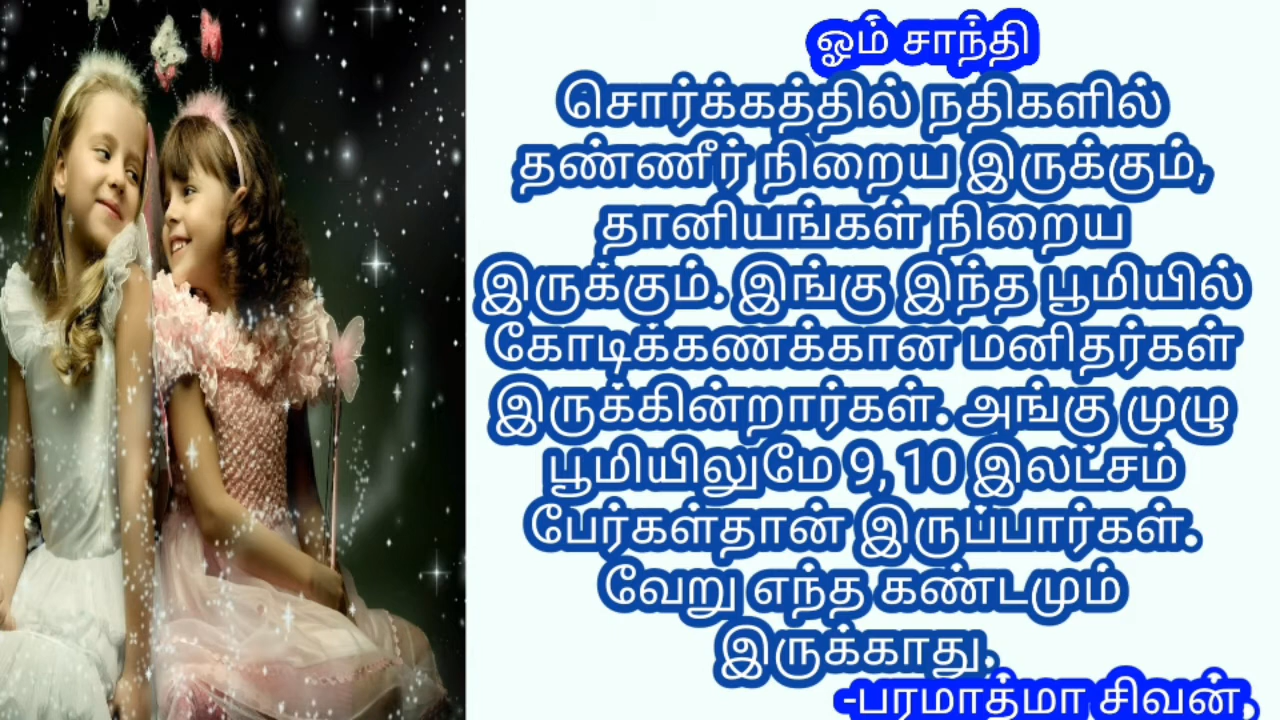 ஓம் சாந்தி
சொர்க்கத்தில் நதிகளில்
தண்ணீர் நிறைய இருக்கும்,
தானியங்கள் நிறைய
இருக்கும். இங்கு இந்த பூமியில்
கோடிக்கணக்கான மனிதர்கள்
இருக்கின்றார்கள். அங்கு முழு
பூமியிலுமே 9, 10 இலட்சம்
பேர்கள்தான் இருப்பார்கள்.
வேறு எந்த கண்டமும்
இருக்காது.
-பரமாத்மா சிவன்.